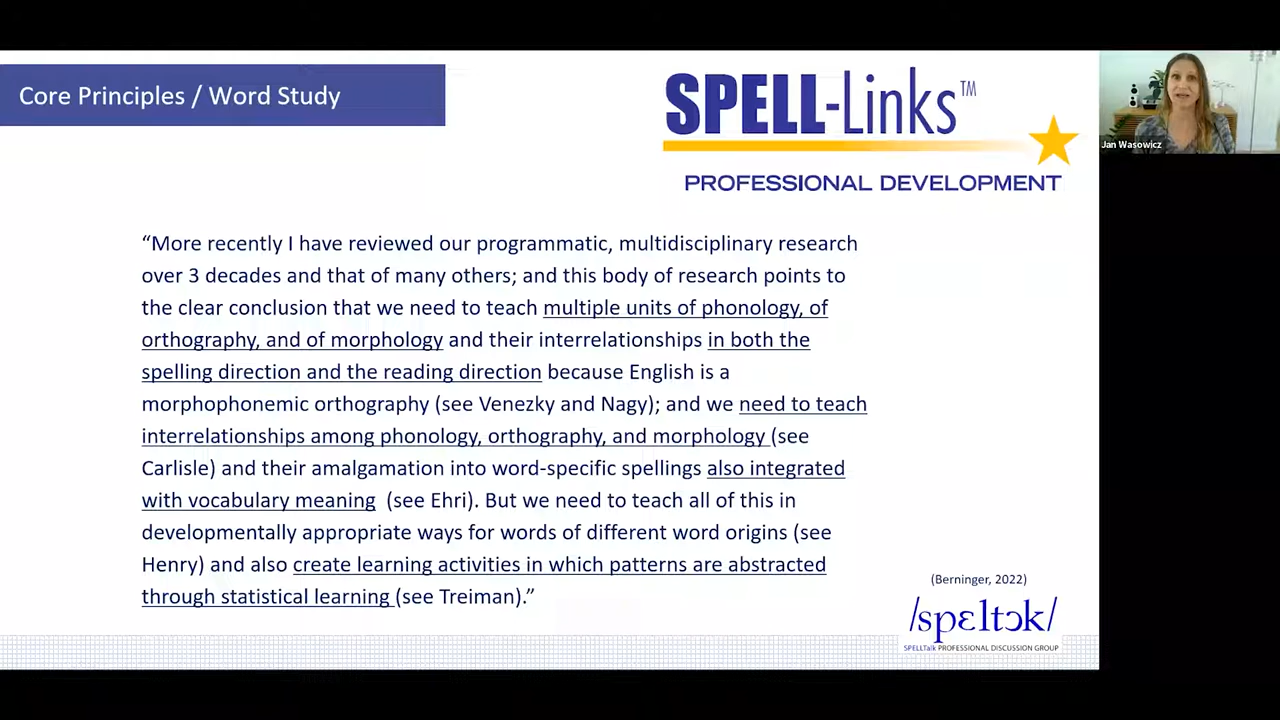 Core Principles / Word Study
SPELL-Links™
PROFESSIONAL DEVELOPMENT
Jan Wasowicz
“More recently I have reviewed our programmatic, multidisciplinary research
over 3 decades and that of many others; and this body of research points to
the clear conclusion that we need to teach multiple units of phonology, of
orthography, and of morphology and their interrelationships in both the
spelling direction and the reading direction because English is a
morphophonemic orthography (see Venezky and Nagy); and we need to teach
interrelationships among phonology, orthography, and morphology (see
Carlisle) and their amalgamation into word-specific spellings also integrated
with vocabulary meaning (see Ehri). But we need to teach all of this in
developmentally appropriate ways for words of different word origins (see
Henry) and also create learning activities in which patterns are abstracted
through statistical learning (see Treiman).”
(Berninger, 2022)
/spɛltɔk/
SPELLTalk PROFESSIONAL DISCUSSION GROUP